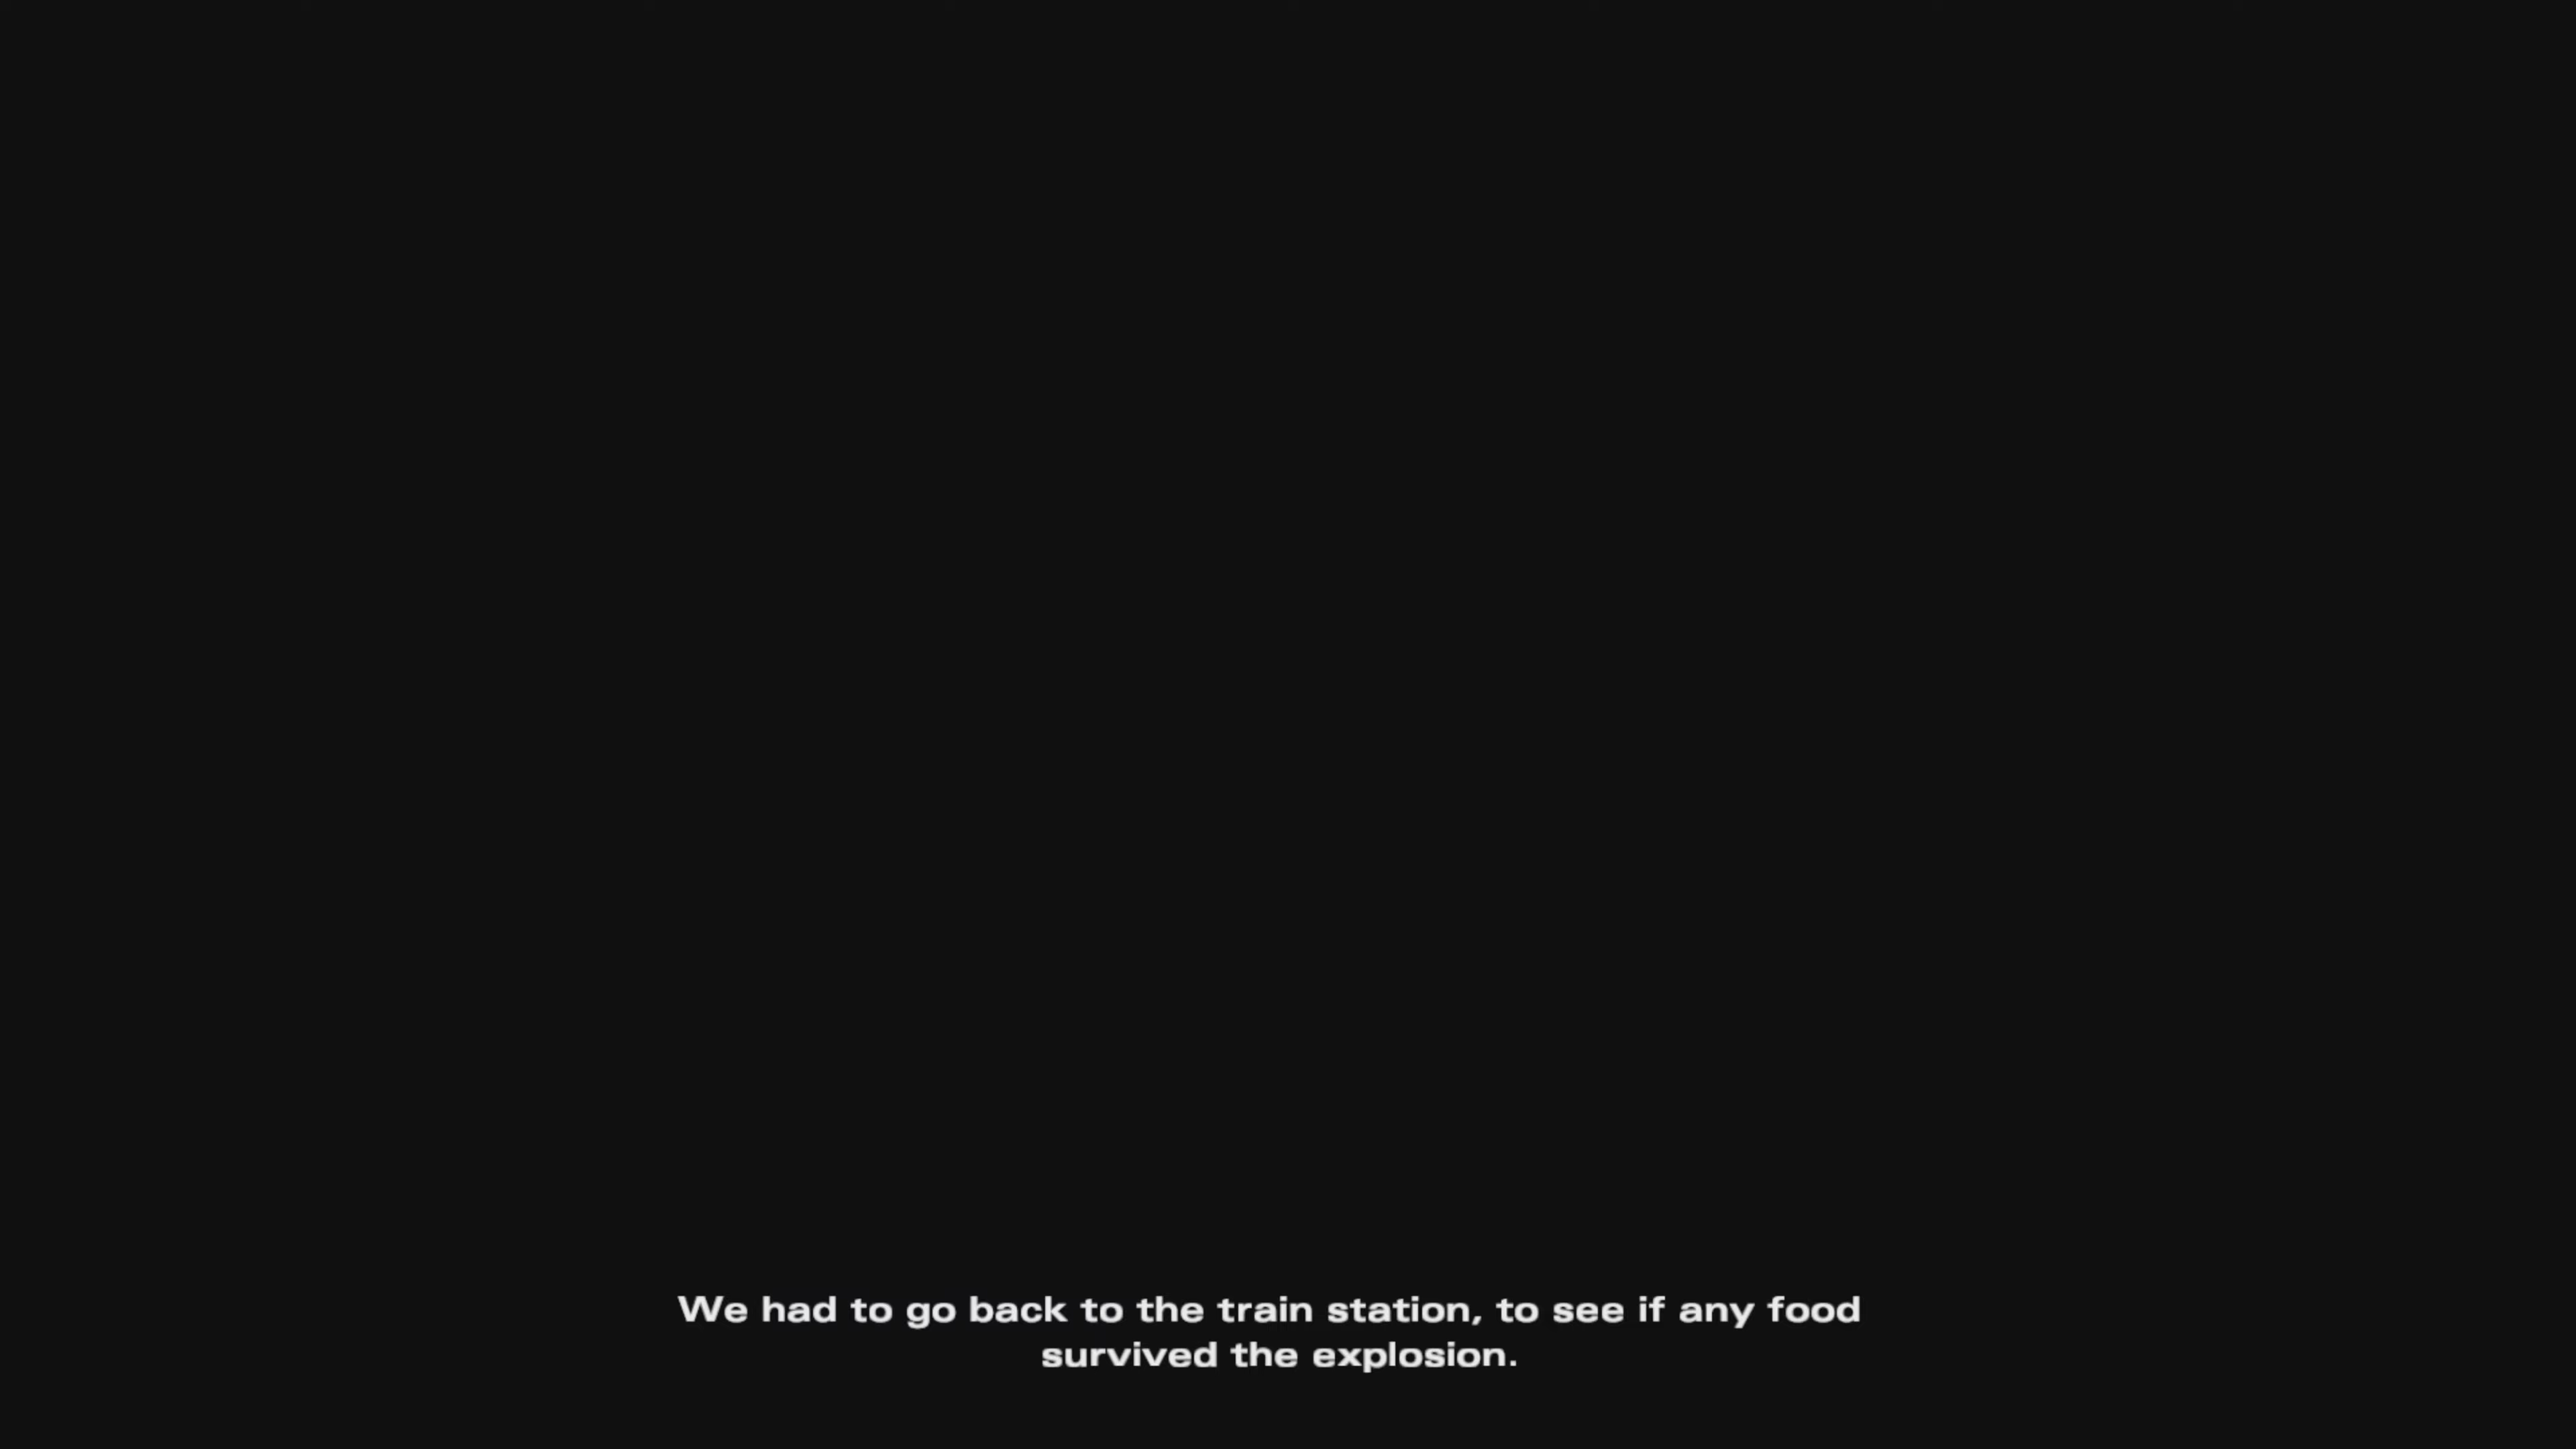 We had to go back to the train station, to see if any food
survived the explosion.